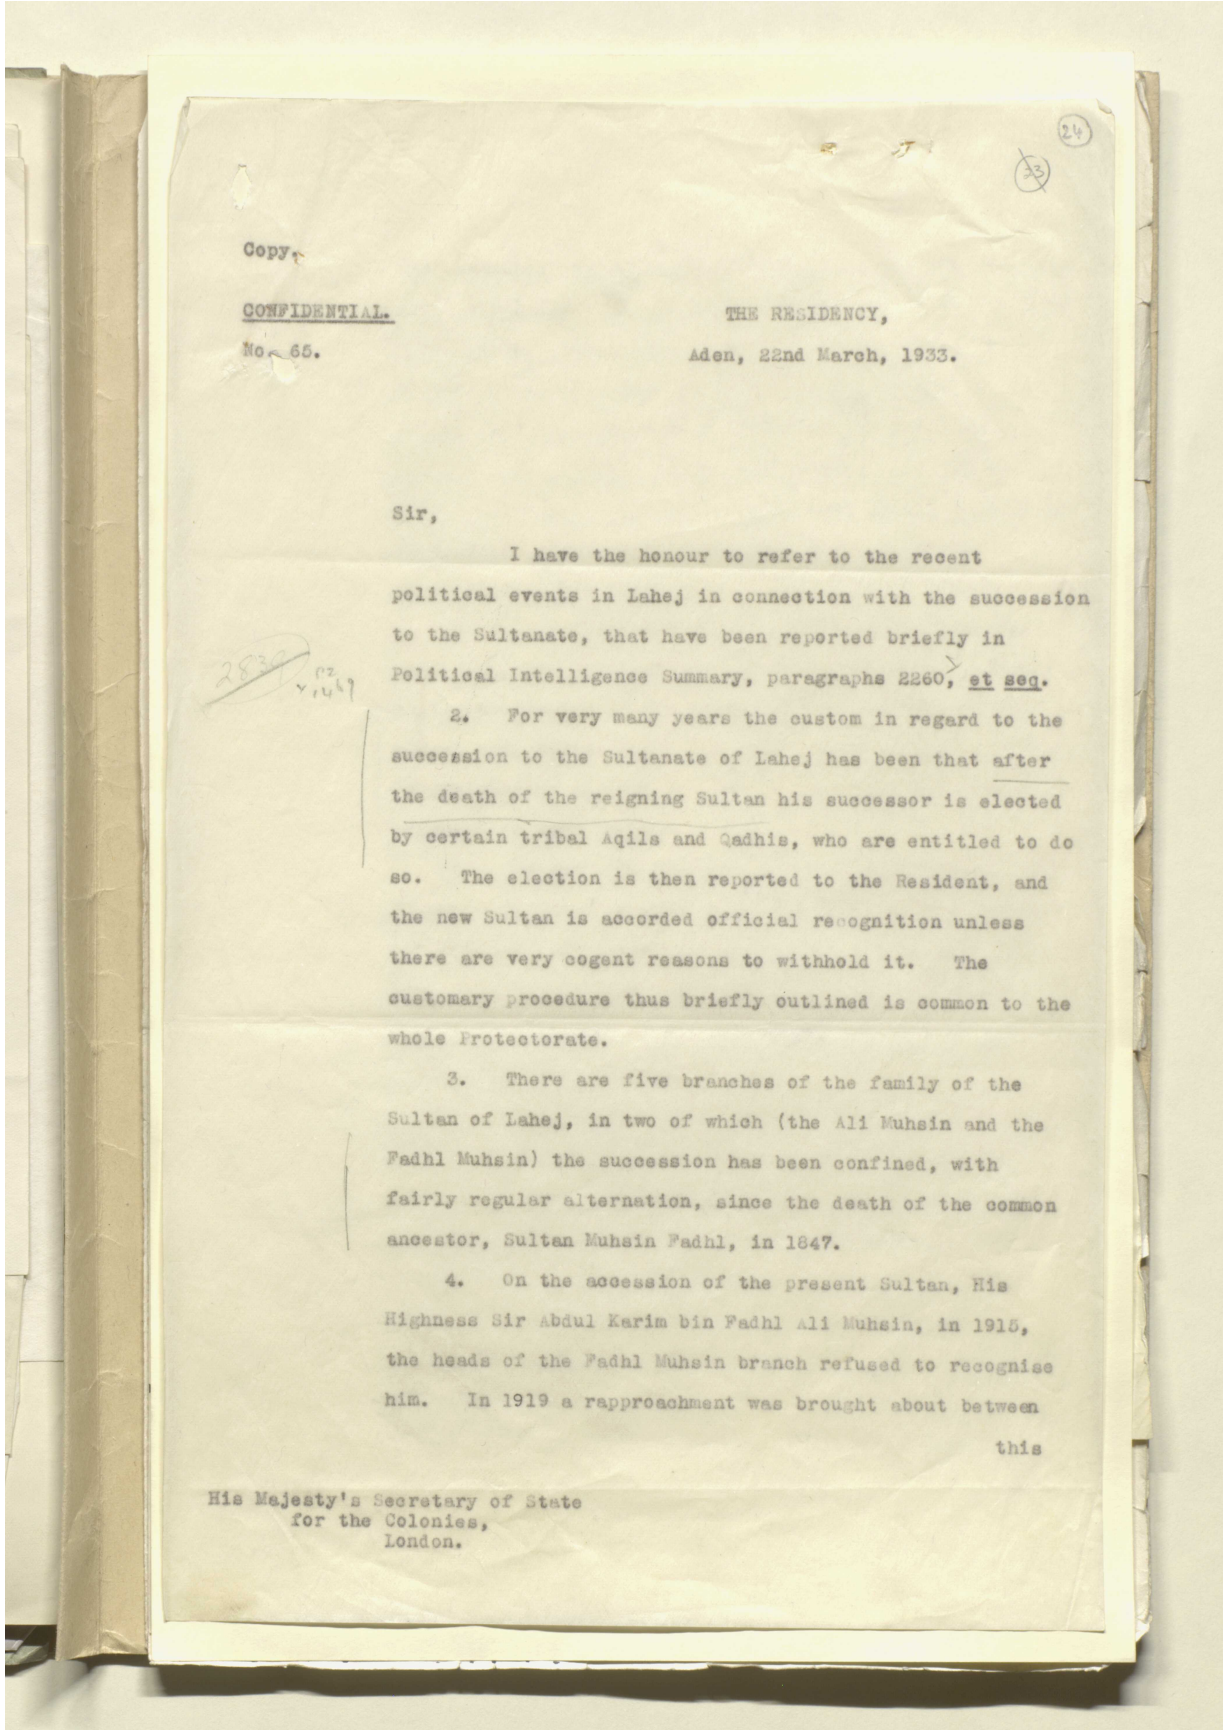 24
33
Copy.
CONFIDENTIAL.
THE RESIDENCY,
No. 65.
Aden, 22nd March, 1933.
Sir,
I have the honour to refer to the recent
political events in Lahej in connection with the succession
to the Sultanate, that have been reported briefly in
Political Intelligence Summary, paragraphs 2260, et seq.
2. For very many years the custom in regard to the
succession to the Sultanate of Lahej has been that after
the death of the reigning Sultan his successor is elected
by certain tribal Aqils and Qadhis, who are entitled to do
so. The election is then reported to the Resident, and
the new Sultan is accorded official recognition unless
there are very cogent reasons to withhold it. The
customary procedure thus briefly outlined is common to the
whole Protectorate.
3. There are five branches of the family of the
Sultan of Lahej, in two of which (the Ali Muhsin and the
Fadhl Muhsin) the succession has been confined, with
fairly regular alternation, since the death of the common
ancestor, Sultan Muhsin Fadhl, in 1847.
4. On the accession of the present Sultan, His
Highness Sir Abdul Karim bin Fadhl Ali Muhsin, in 1915,
the heads of the Fadhl Muhsin branch refused to recognise
him. In 1919 a rapproachment was brought about between
this
His Majesty's Secretary of State
for the Colonies,
London.